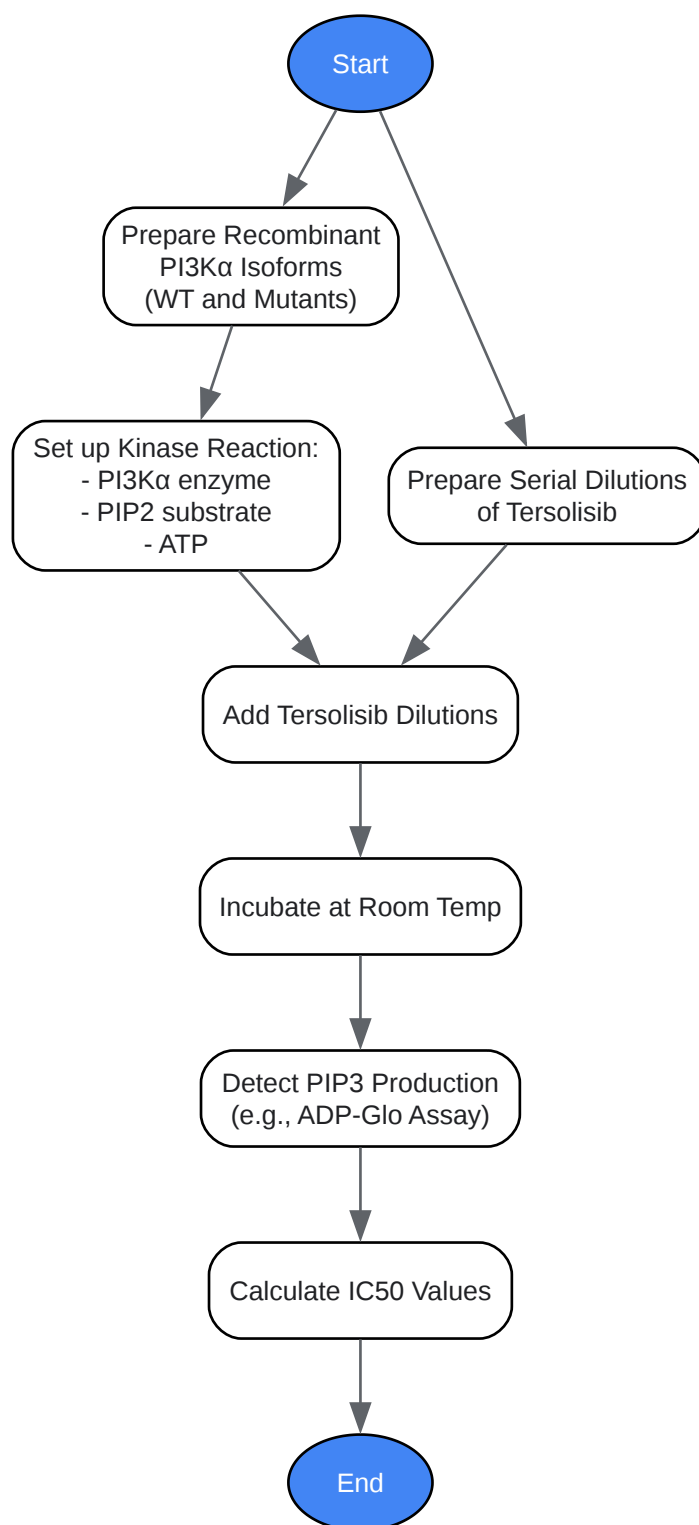 Start
Prepare Recombinant
PI3Kα Isoforms
(WT and Mutants)
Set up Kinase Reaction:
- PI3Kα enzyme
- PIP2 substrate
- ATP
Prepare Serial Dilutions
of Tersolisib
Add Tersolisib Dilutions
Incubate at Room Temp
Detect PIP3 Production
(e.g., ADP-Glo Assay)
Calculate IC50 Values
End